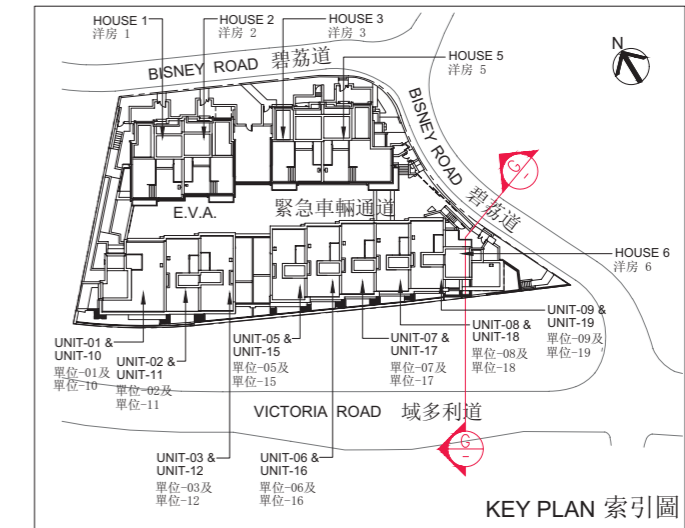 HOUSE 1
洋房 1
HOUSE 2
洋房 2
HOUSE 3
洋房 3
HOUSE 5
洋房 5
N
BISNEY ROAD 碧荔道
BISNEY ROAD 碧荔道
G
-
E.V.A. 緊急車輛通道
HOUSE 6
洋房 6
UNIT-01 &
UNIT-10
單位-01及
單位-10
UNIT-02 &
UNIT-11
單位-02及
單位-11
UNIT-05 &
UNIT-15
單位-05及
單位-15
UNIT-07 &
UNIT-17
單位-07及
單位-17
UNIT-08 &
UNIT-18
單位-08及
單位-18
UNIT-09 &
UNIT-19
單位-09及
單位-19
VICTORIA ROAD 域多利道
UNIT-03 &
UNIT-12
單位-03及
單位-12
UNIT-06 &
UNIT-16
單位-06及
單位-16
G
-
KEY PLAN 索引圖